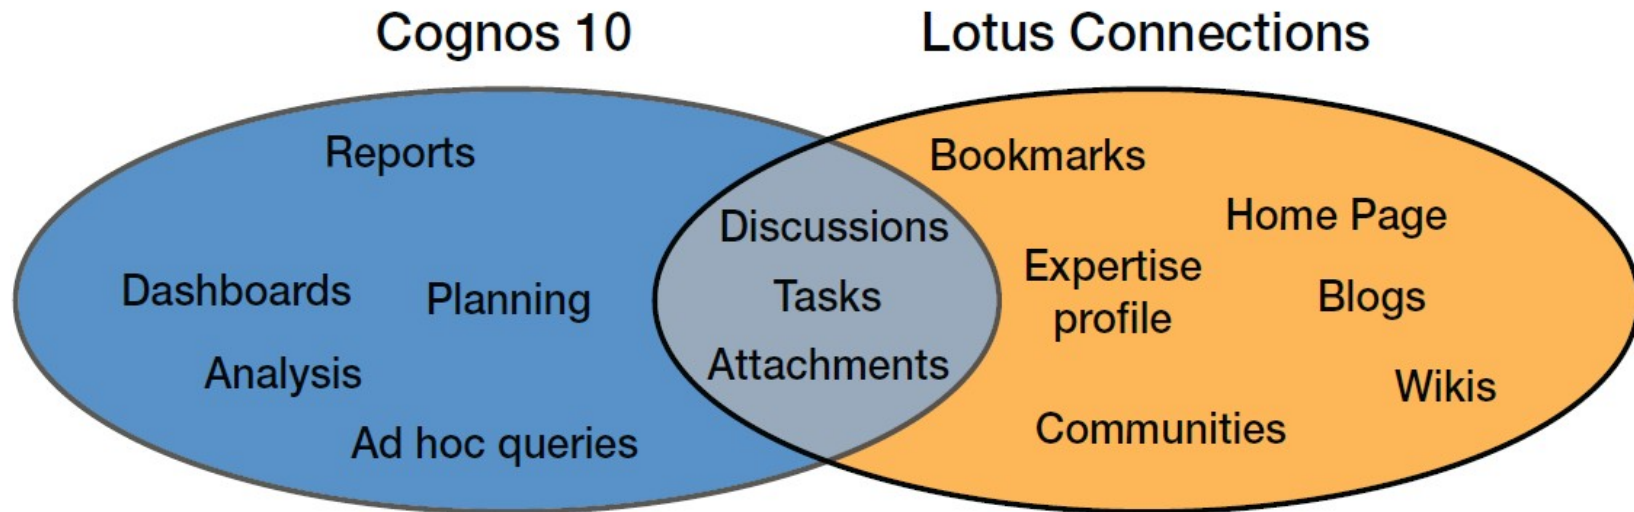 Cognos 10
Lotus Connections
Reports
Dashboards
Planning
Analysis
Ad hoc queries
Discussions
Tasks
Attachments
Bookmarks
Home Page
Expertise
profile
Blogs
Wikis
Communities